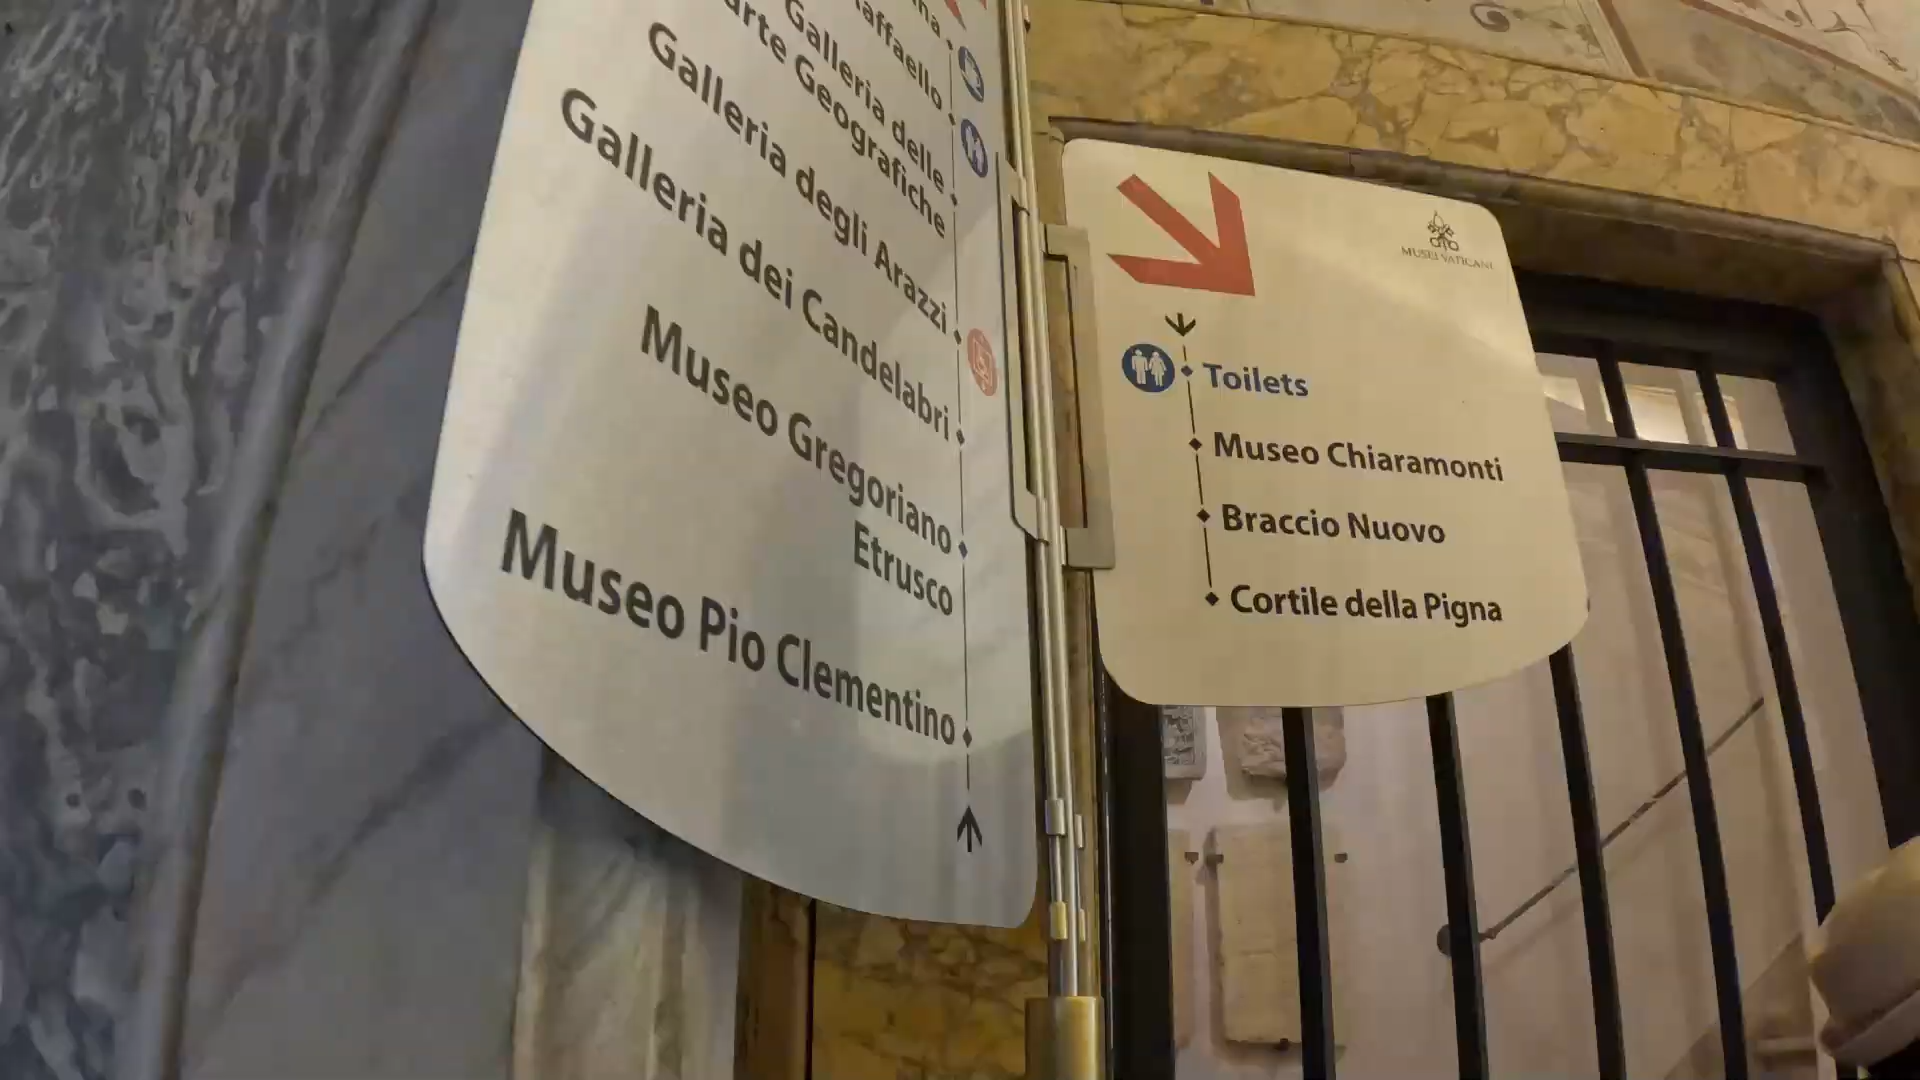 Galleria delle
Carte Geografiche
Galleria degli Arazzi
Galleria dei Candelabri
Museo Gregoriano
Etrusco
Museo Pio Clementino
MUSEI VATICANI
Toilets
Museo Chiaramonti
Braccio Nuovo
Cortile della Pigna